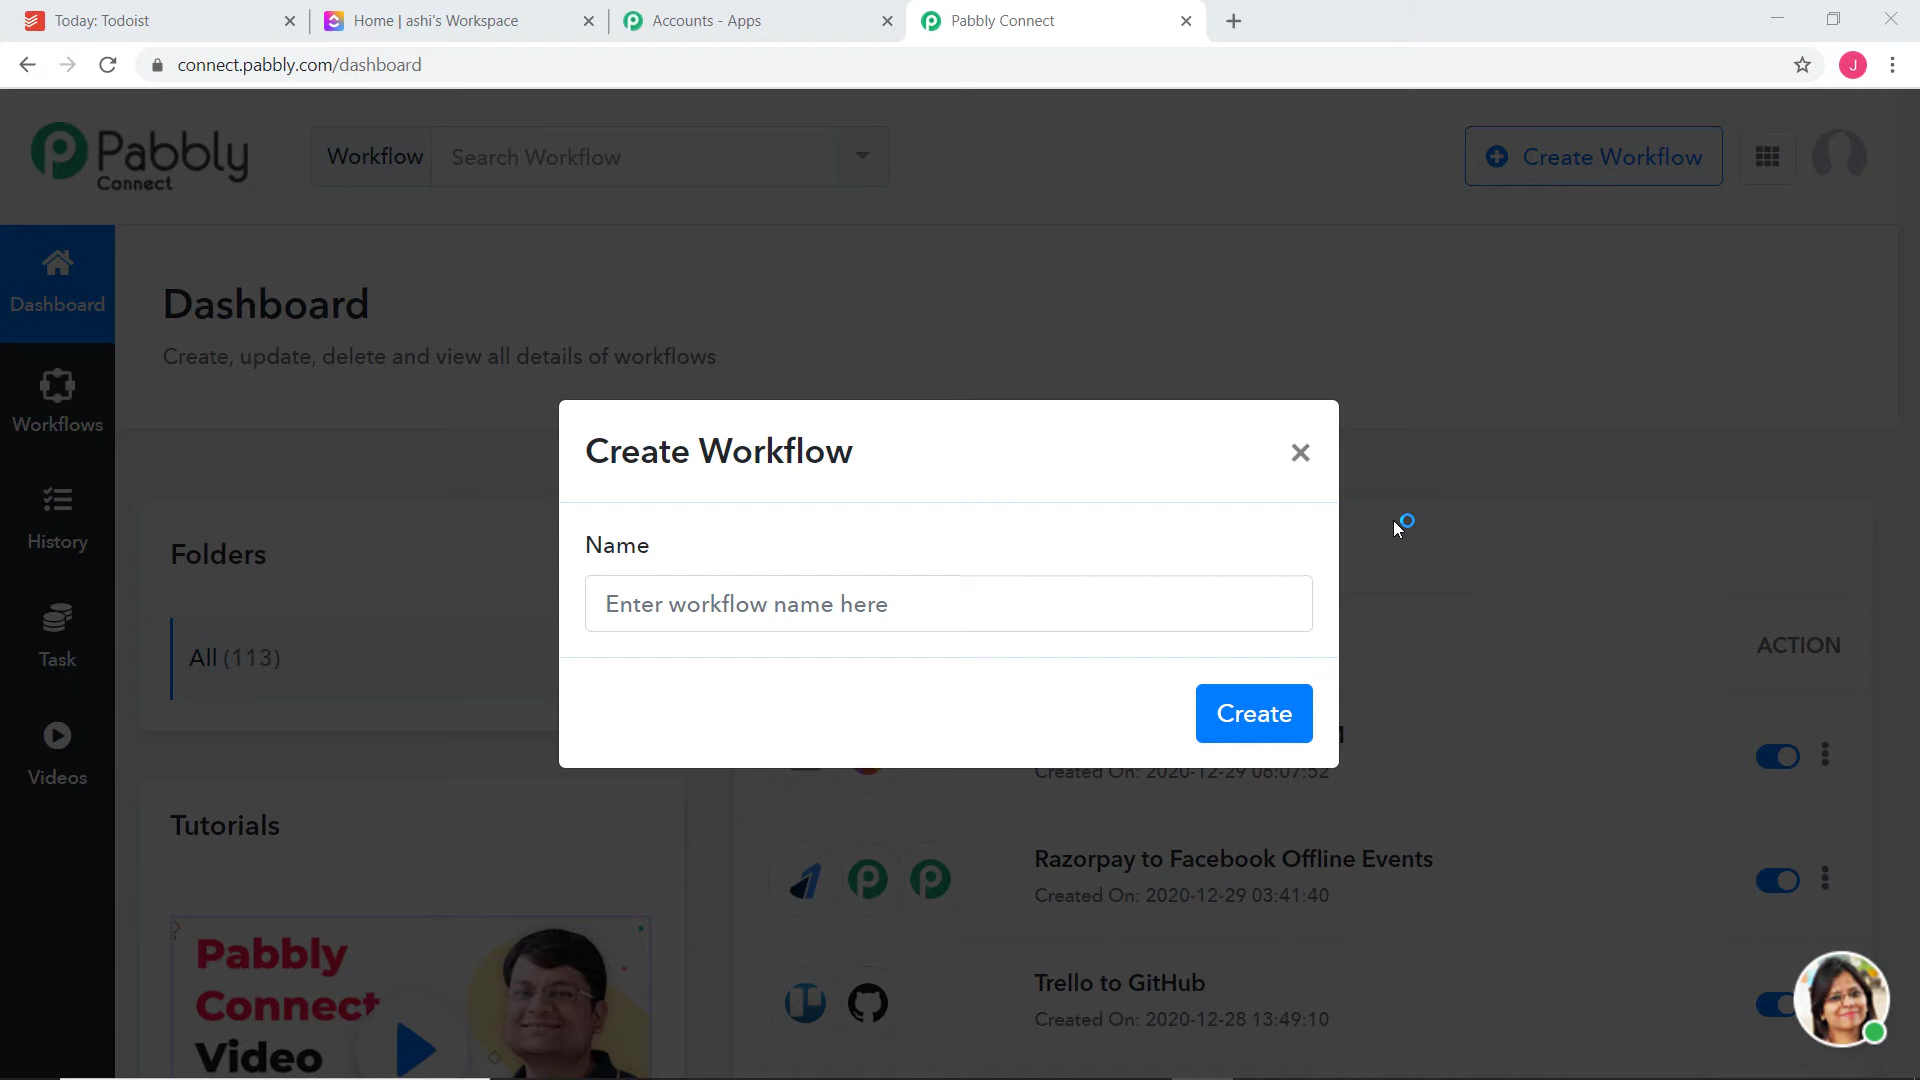 Today: Todoist
Home | ashi's Workspace
Accounts - Apps
Pabbly Connect
connect.pabbly.com/dashboard
J
Pabbly
Connect
Workflow
Search Workflow
Create Workflow
Dashboard
Workflows
History
Task
Videos
Dashboard
Create, update, delete and view all details of workflows
Create Workflow
Name
Enter workflow name here
Create
Folders
All (113)
ACTION
Created On: 2020-12-29 06:07:52
Razorpay to Facebook Offline Events
Created On: 2020-12-29 03:41:40
Trello to GitHub
Created On: 2020-12-28 13:49:10
Tutorials
Pabbly
Connect
Video